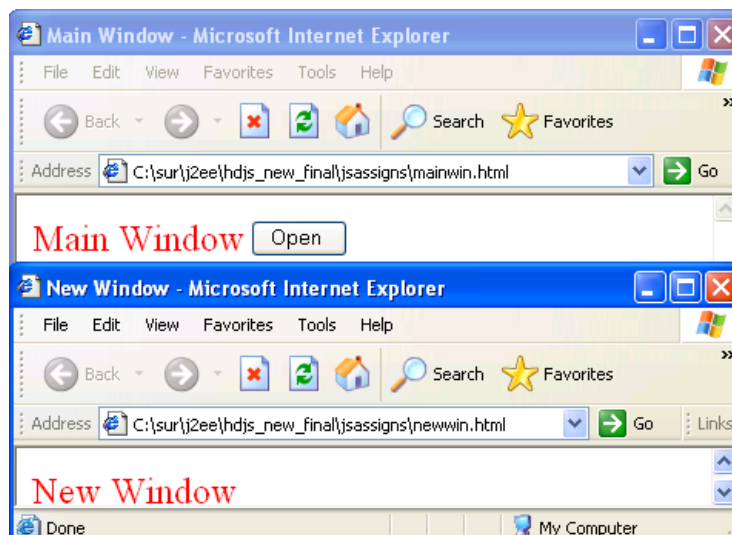 Main Window - Microsoft Internet Explorer
File Edit View Favorites Tools Help
Back Search Favorites »
Address C:\sur\j2ee\hdjs_new_final\jsassigns\mainwin.html Go
Main Window Open
New Window - Microsoft Internet Explorer
File Edit View Favorites Tools Help
Back Search Favorites »
Address C:\sur\j2ee\hdjs_new_final\jsassigns\newwin.html Go Links
New Window
Done My Computer